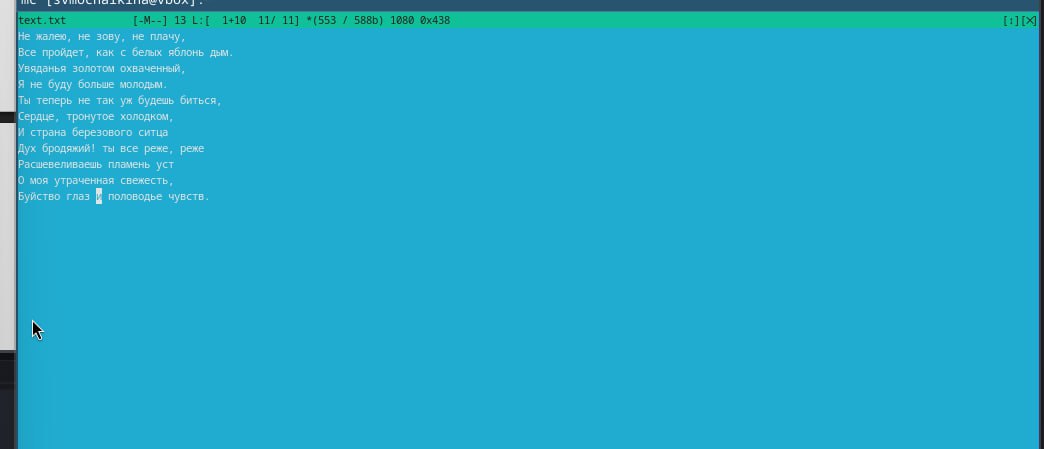 mc [svmochaikina@vbox]:
text.txt [-M--] 13 L:[ 1+10 11/ 11] *(553 / 588b) 1080 0x438 [↕][X]
Не жалею, не зову, не плачу,
Все пройдет, как с белых яблонь дым.
Увяданья золотом охваченный,
Я не буду больше молодым.
Ты теперь не так уж будешь биться,
Сердце, тронутое холодком,
И страна березового ситца
Дух бродяжий! ты все реже, реже
Расшевеливаешь пламень уст
О моя утраченная свежесть,
Буйство глаз и половодье чувств.